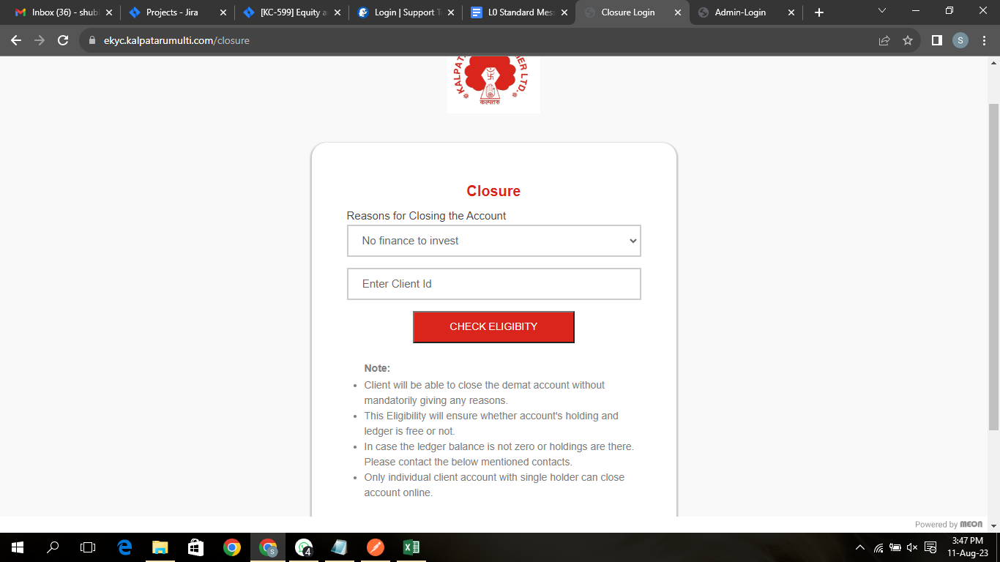 Inbox (36) - shub
Projects - Jira
[KC-599] Equity a
Login | Support T
L0 Standard Mes
Closure Login
Admin-Login
ekyc.kalpatarumulti.com/closure
S
KALPAT
ER LTD.
कल्पतरु
Closure
Reasons for Closing the Account
No finance to invest
Enter Client Id
CHECK ELIGIBITY
Note:
Client will be able to close the demat account without
mandatorily giving any reasons.
This Eligibility will ensure whether account's holding and
ledger is free or not.
In case the ledger balance is not zero or holdings are there.
Please contact the below mentioned contacts.
Only individual client account with single holder can close
account online.
Powered by MEON
S
4
3:47 PM
11-Aug-23